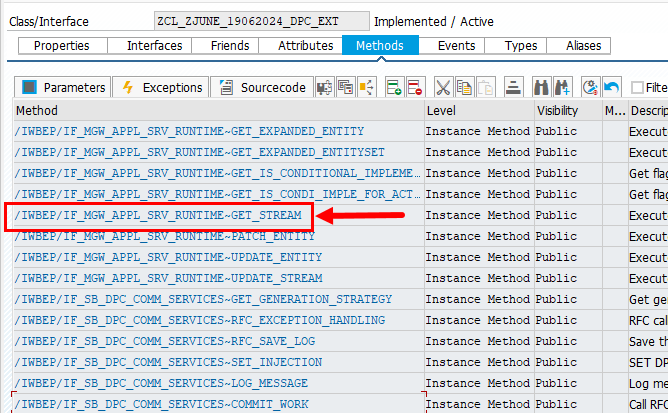 Class/Interface ZCL_ZJUNE_19062024_DPC_EXT Implemented / Active
Properties Interfaces Friends Attributes Methods Events Types Aliases
Parameters Exceptions Sourcecode Filte
Method Level Visibility M... Descrip
/IWBEP/IF_MGW_APPL_SRV_RUNTIME~GET_EXPANDED_ENTITY Instance Method Public Execut
/IWBEP/IF_MGW_APPL_SRV_RUNTIME~GET_EXPANDED_ENTITYSET Instance Method Public Execut
/IWBEP/IF_MGW_APPL_SRV_RUNTIME~GET_IS_CONDITIONAL_IMPLEME... Instance Method Public Get flag
/IWBEP/IF_MGW_APPL_SRV_RUNTIME~GET_IS_CONDI_IMPLE_FOR_ACT... Instance Method Public Get flag
/IWBEP/IF_MGW_APPL_SRV_RUNTIME~GET_STREAM Instance Method Public Execut
/IWBEP/IF_MGW_APPL_SRV_RUNTIME~PATCH_ENTITY Instance Method Public Execut
/IWBEP/IF_MGW_APPL_SRV_RUNTIME~UPDATE_ENTITY Instance Method Public Execut
/IWBEP/IF_MGW_APPL_SRV_RUNTIME~UPDATE_STREAM Instance Method Public Execut
/IWBEP/IF_SB_DPC_COMM_SERVICES~GET_GENERATION_STRATEGY Instance Method Public Get gen
/IWBEP/IF_SB_DPC_COMM_SERVICES~RFC_EXCEPTION_HANDLING Instance Method Public RFC call
/IWBEP/IF_SB_DPC_COMM_SERVICES~RFC_SAVE_LOG Instance Method Public Save th
/IWBEP/IF_SB_DPC_COMM_SERVICES~SET_INJECTION Instance Method Public SET DP
/IWBEP/IF_SB_DPC_COMM_SERVICES~LOG_MESSAGE Instance Method Public Log me
/IWBEP/IF_SB_DPC_COMM_SERVICES~COMMIT_WORK Instance Method Public Call RFC